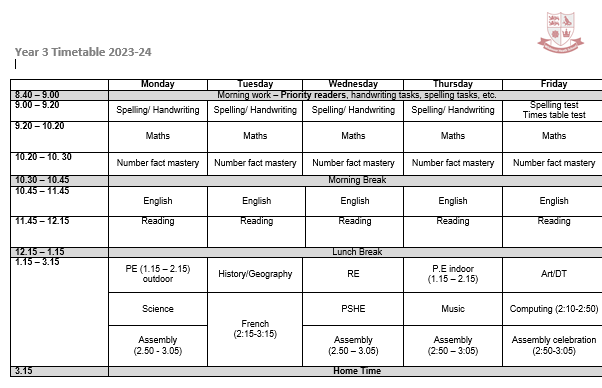 Year 3 Timetable 2023-24
Monday Tuesday Wednesday Thursday Friday
8.40 – 9.00 Morning work – Priority readers, handwriting tasks, spelling tasks, etc.
9.00 – 9.20 Spelling/ Handwriting Spelling/ Handwriting Spelling/ Handwriting Spelling/ Handwriting Spelling test
Times table test
9.20 – 10.20 Maths Maths Maths Maths Maths
10.20 – 10. 30 Number fact mastery Number fact mastery Number fact mastery Number fact mastery Number fact mastery
10.30 – 10.45 Morning Break
10.45 – 11.45 English English English English English
11.45 – 12.15 Reading Reading Reading Reading Reading
12.15 – 1.15 Lunch Break
1.15 – 3.15 PE (1.15 – 2.15) History/Geography RE P.E indoor Art/DT
outdoor (1.15 – 2.15)
Science PSHE Music Computing (2:10-2:50)
French
(2:15-3:15)
Assembly Assembly Assembly Assembly celebration
(2.50 - 3.05) (2.50 – 3.05) (2:50 – 3:05) (2:50-3:05)
3.15 Home Time